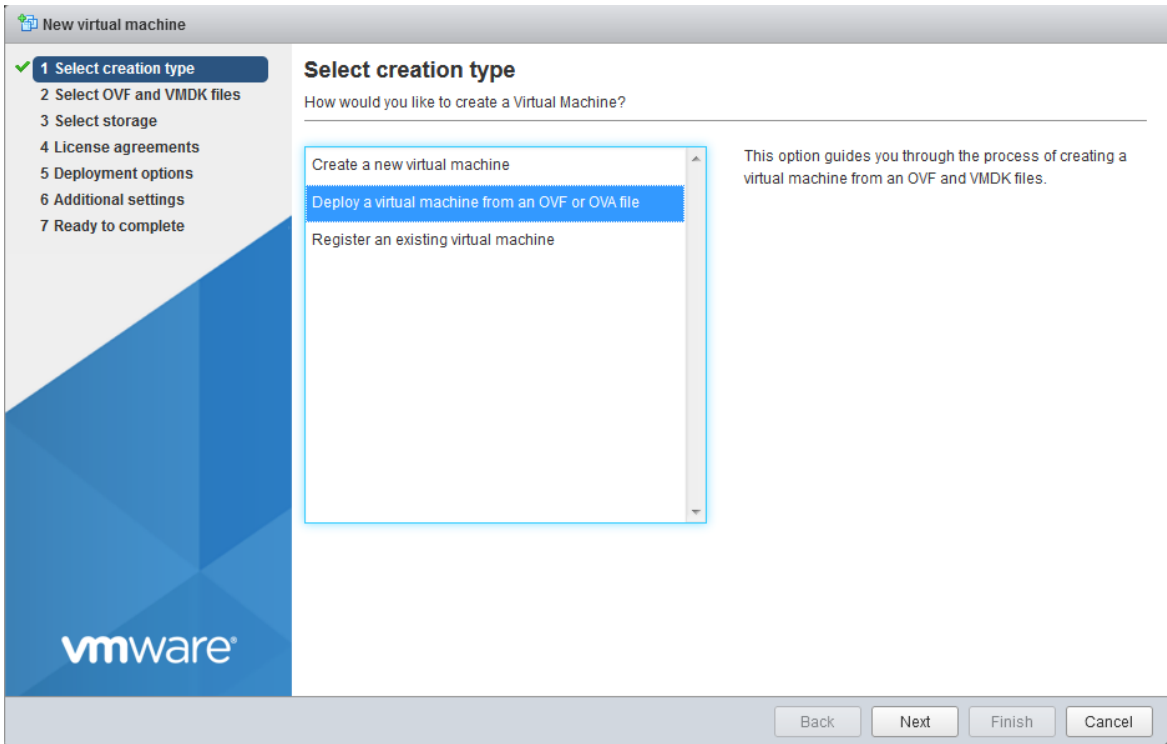 New virtual machine
1 Select creation type
2 Select OVF and VMDK files
3 Select storage
4 License agreements
5 Deployment options
6 Additional settings
7 Ready to complete
vmware®
Select creation type
How would you like to create a Virtual Machine?
Create a new virtual machine
Deploy a virtual machine from an OVF or OVA file
Register an existing virtual machine
This option guides you through the process of creating a
virtual machine from an OVF and VMDK files.
Back
Next
Finish
Cancel